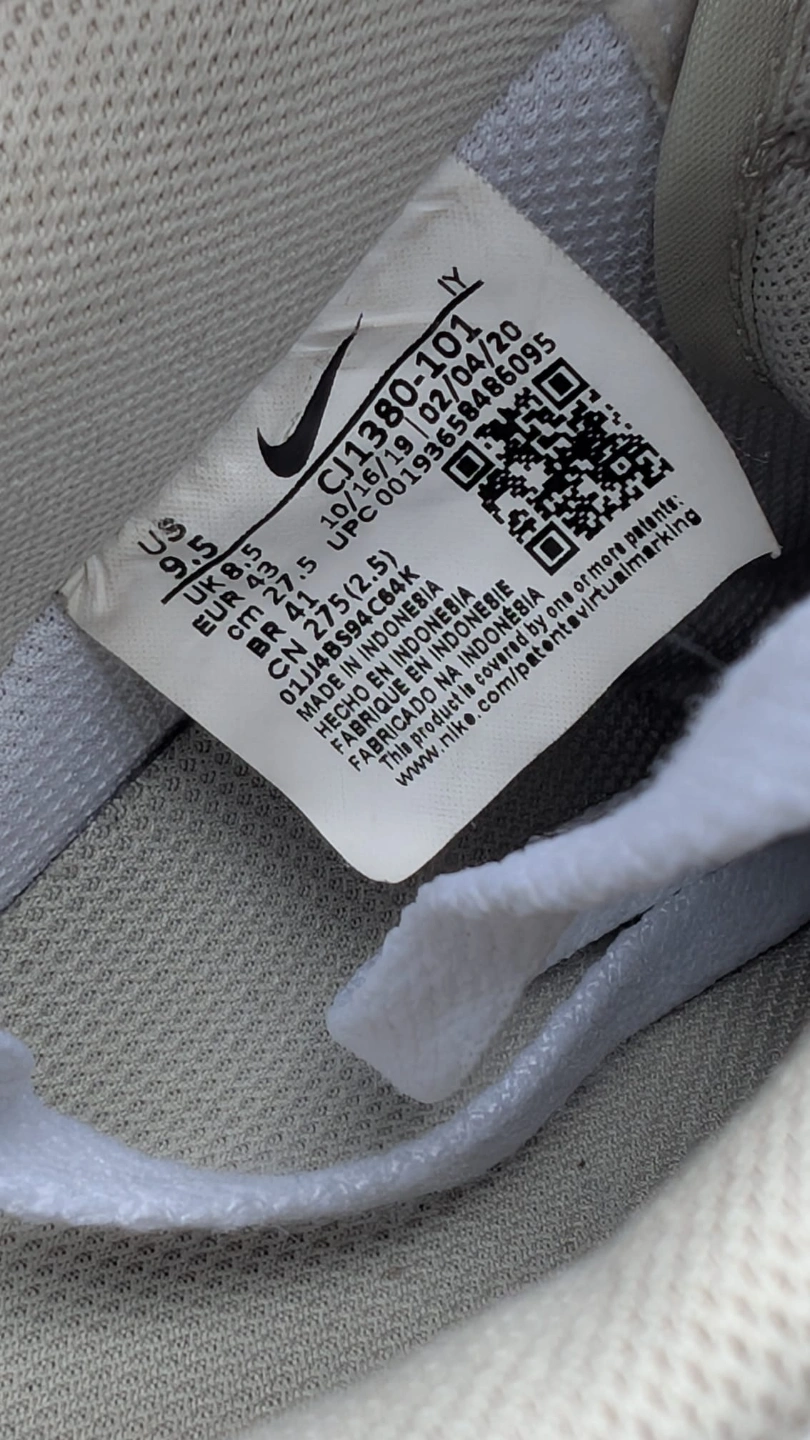 IY
US
9.5
CJ1380-101
UK 8.5
10/16/19 | 02/04/20
EUR 43
UPC 00193658486095
cm 27.5
BR 41
CN 275(2.5)
01JJ4BS94C64K
MADE IN INDONESIA
HECHO EN INDONESIA
FABRIQUE EN INDONESIE
FABRICADO NA INDONÉSIA
This product is covered by one or more patents:
www.nike.com/patentsvirtualmarking